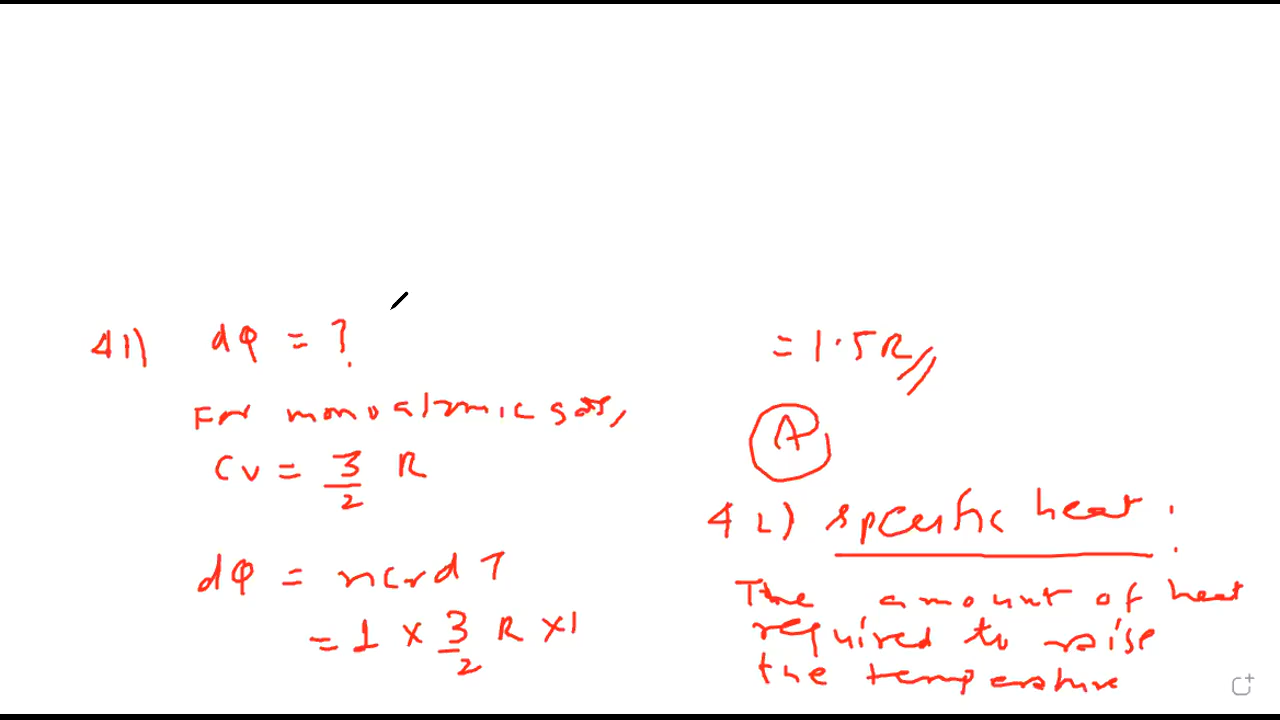 41) dQ = ?
For monoatomic gas,
Cv = 3/2 R
dQ = nCvdT
= 1 × 3/2 R × 1
= 1.5R//
A
42) specific heat :
The amount of heat
required to raise
the temperature